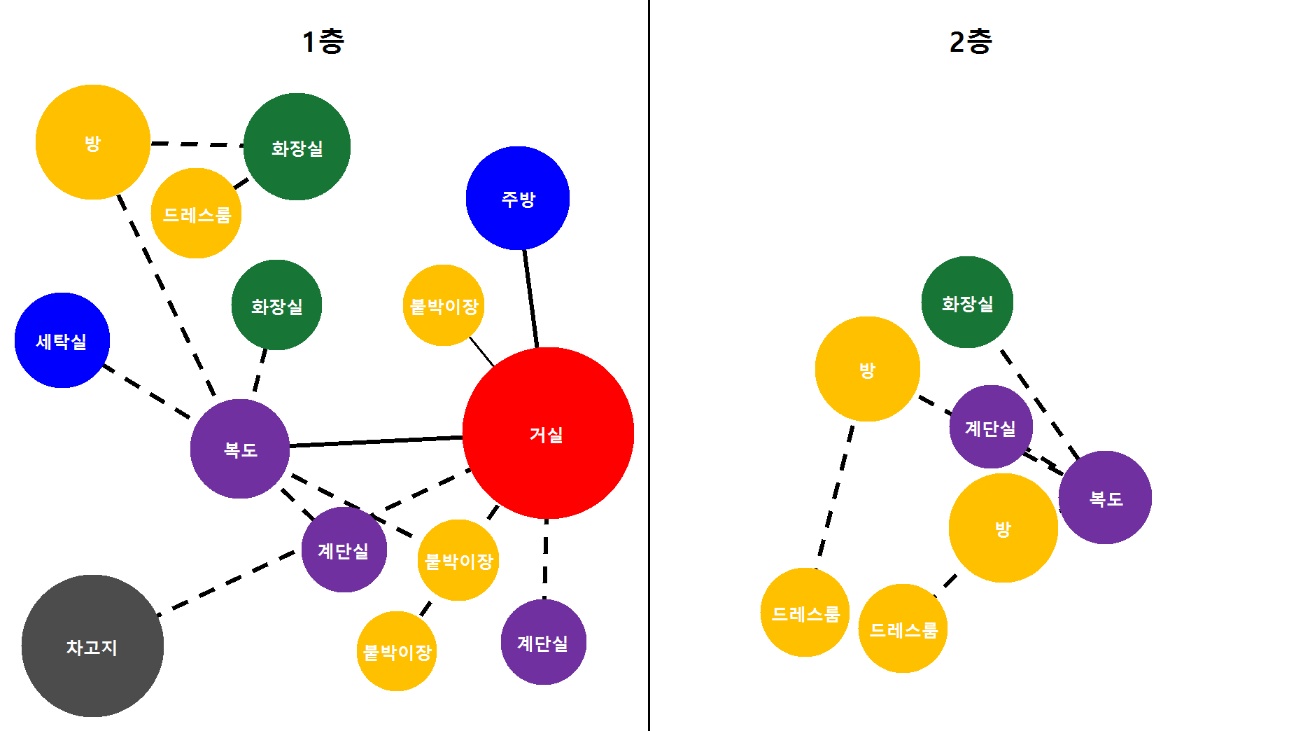 1층
방
화장실
드레스룸
주방
화장실
붙박이장
세탁실
거실
복도
계단실
붙박이장
차고지
붙박이장
계단실
2층
화장실
방
계단실
복도
방
드레스룸
드레스룸